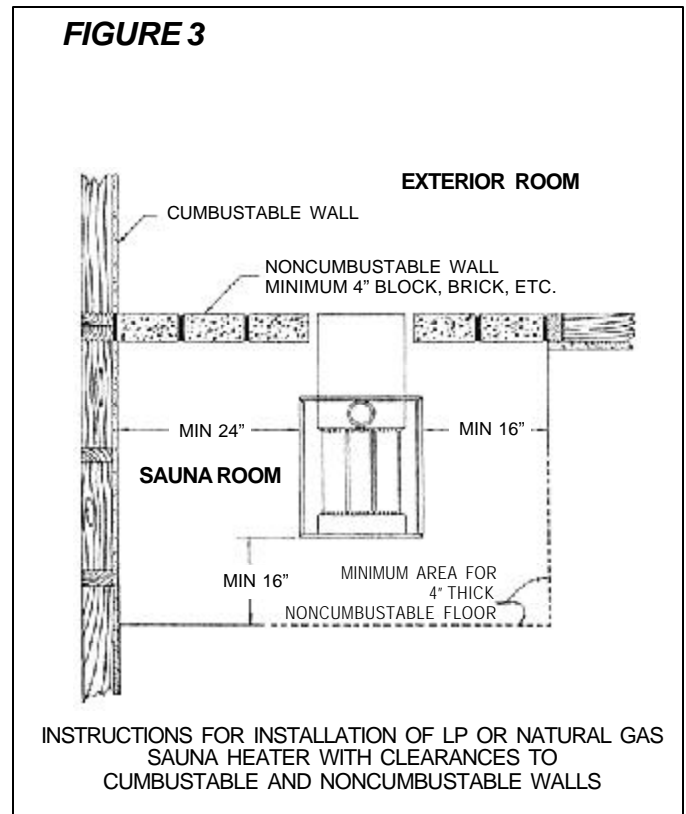 FIGURE 3
EXTERIOR ROOM
CUMBUSTABLE WALL
NONCUMBUSTABLE WALL
MINIMUM 4" BLOCK, BRICK, ETC.
MIN 24"
MIN 16"
SAUNA ROOM
MIN 16"
MINIMUM AREA FOR
4" THICK
NONCUMBUSTABLE FLOOR
INSTRUCTIONS FOR INSTALLATION OF LP OR NATURAL GAS
SAUNA HEATER WITH CLEARANCES TO
CUMBUSTABLE AND NONCUMBUSTABLE WALLS